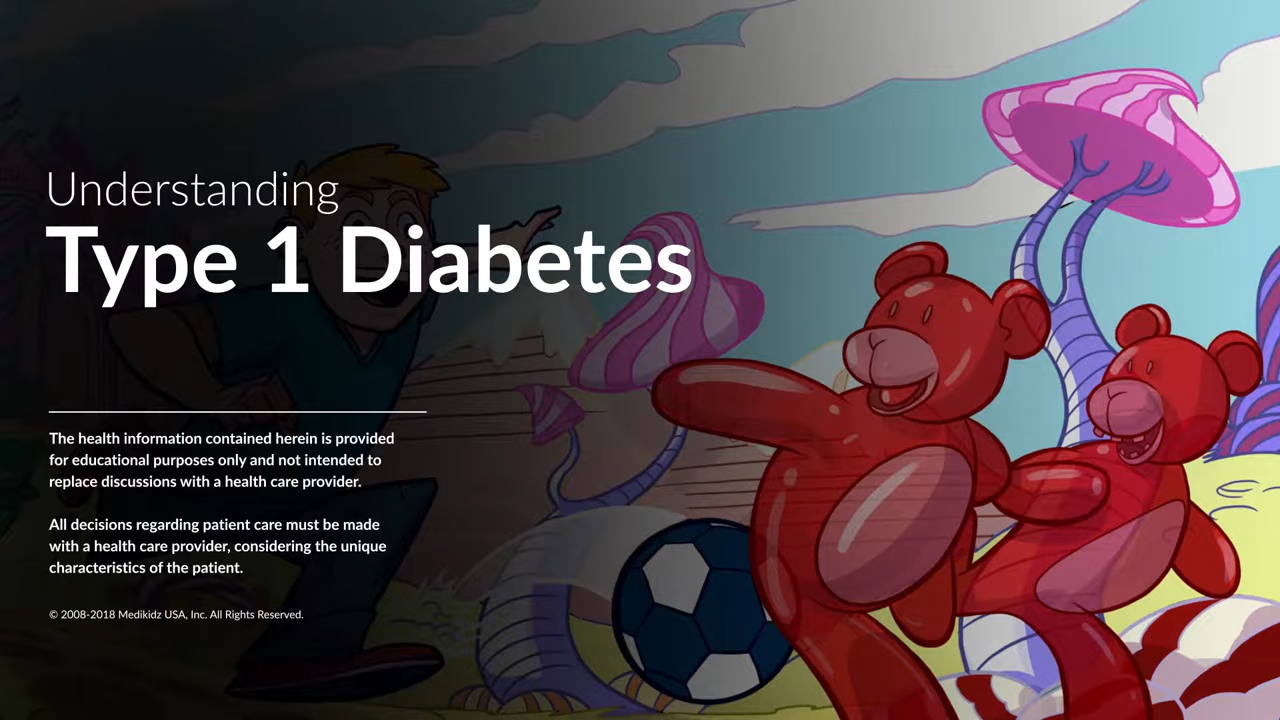 Understanding
Type 1 Diabetes
The health information contained herein is provided
for educational purposes only and not intended to
replace discussions with a health care provider.
All decisions regarding patient care must be made
with a health care provider, considering the unique
characteristics of the patient.
© 2008-2018 Medikidz USA, Inc. All Rights Reserved.